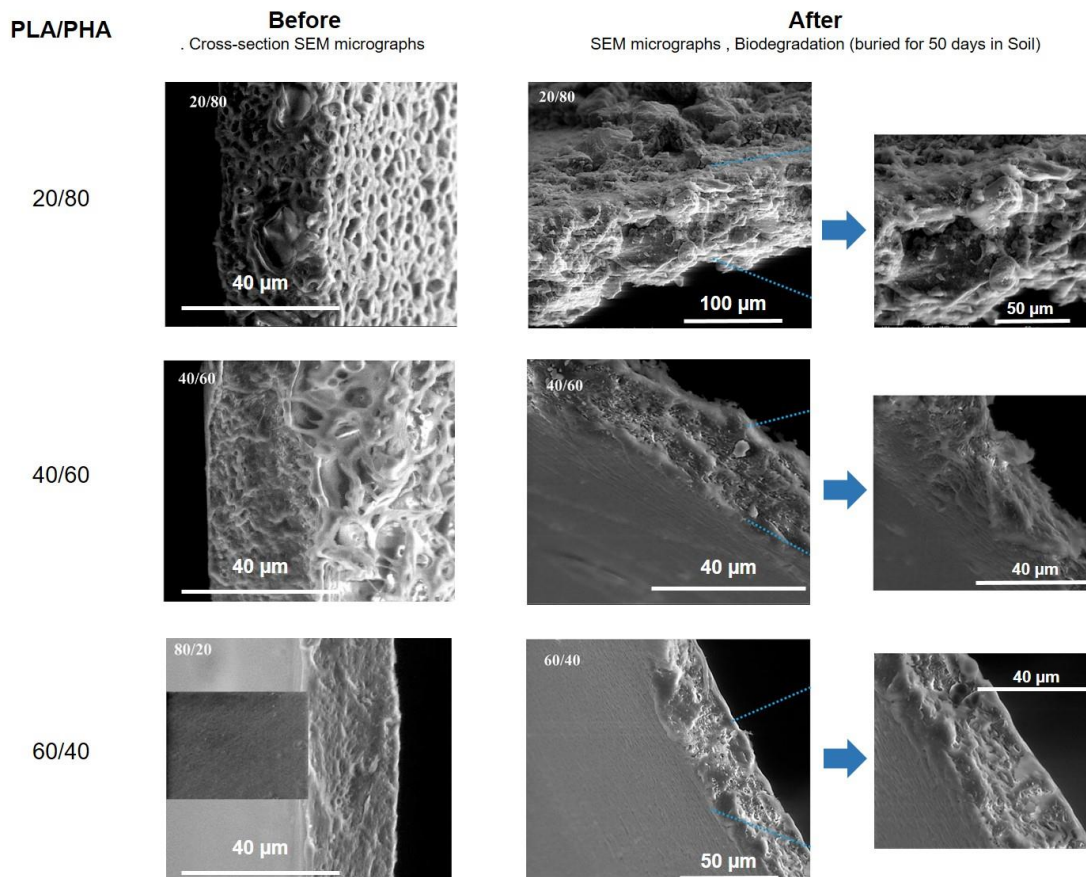 PLA/PHA
Before
. Cross-section SEM micrographs
After
SEM micrographs , Biodegradation (buried for 50 days in Soil)
20/80
20/80
40 µm
20/80
100 µm
50 µm
40/60
40/60
40 µm
40/60
40 µm
40 µm
60/40
80/20
40 µm
60/40
50 µm
40 µm